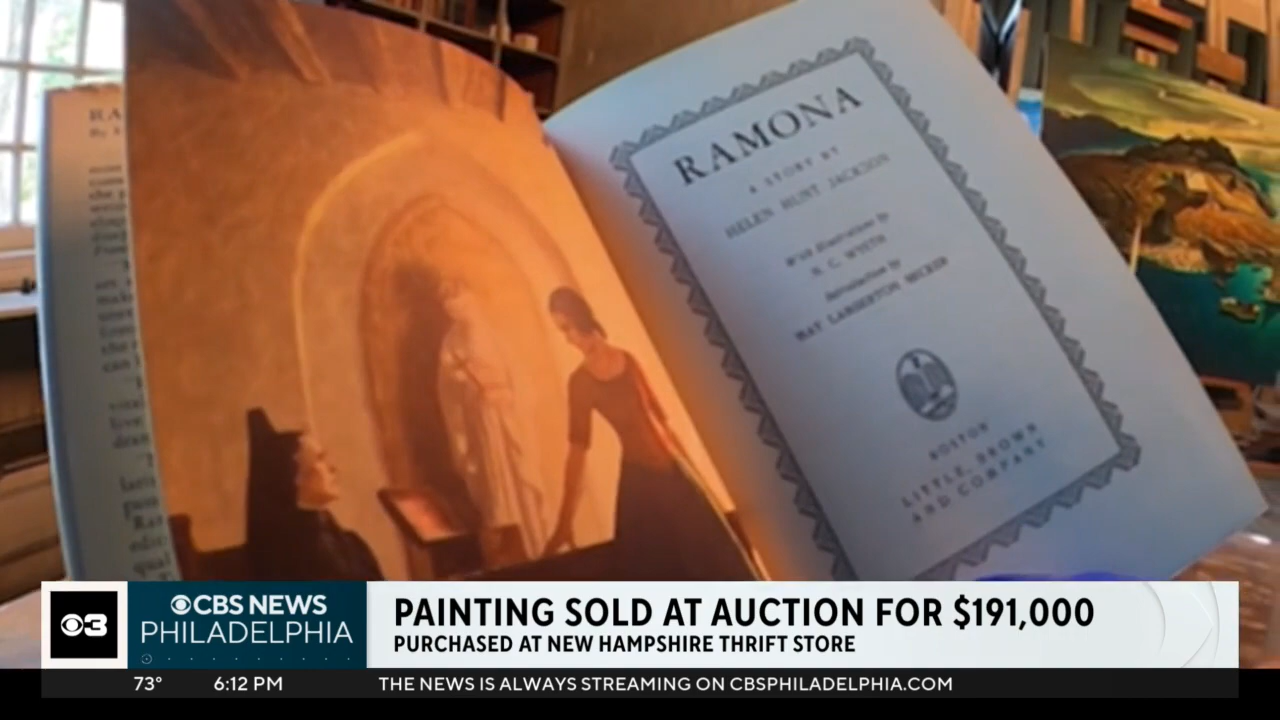 RAMONA
A STORY BY
HELEN HUNT JACKSON
With illustrations by
N. C. WYETH
Introduction by
MAY LAMBERTON BECKER
BOSTON
LITTLE, BROWN
AND COMPANY
3
CBS NEWS
PHILADELPHIA
PAINTING SOLD AT AUCTION FOR $191,000
PURCHASED AT NEW HAMPSHIRE THRIFT STORE
73° 6:12 PM THE NEWS IS ALWAYS STREAMING ON CBSPHILADELPHIA.COM